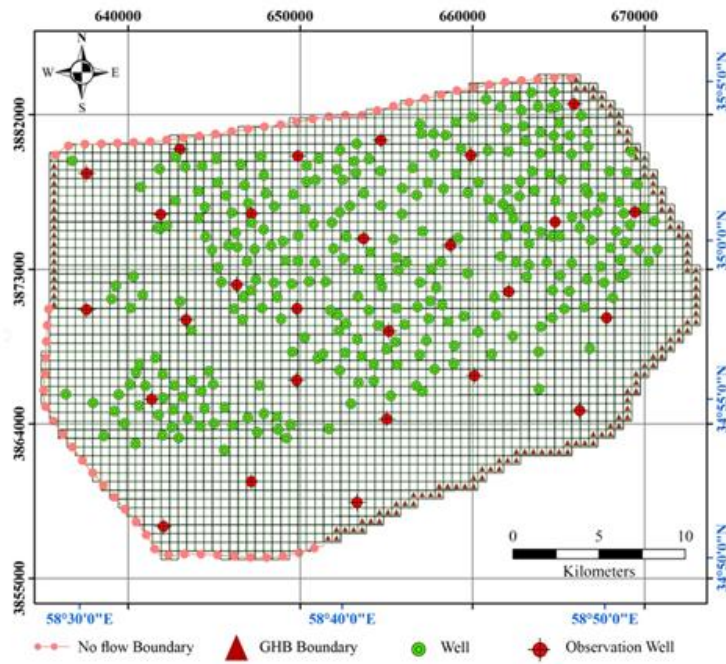 640000 650000 660000 670000
N
W E
S
35°5'0"N
3882000
35°0'0"N
3873000
34°55'0"N
3864000
0 5 10
Kilometers
34°50'0"N
3855000
58°30'0"E 58°40'0"E 58°50'0"E
No flow Boundary GHB Boundary Well Observation Well